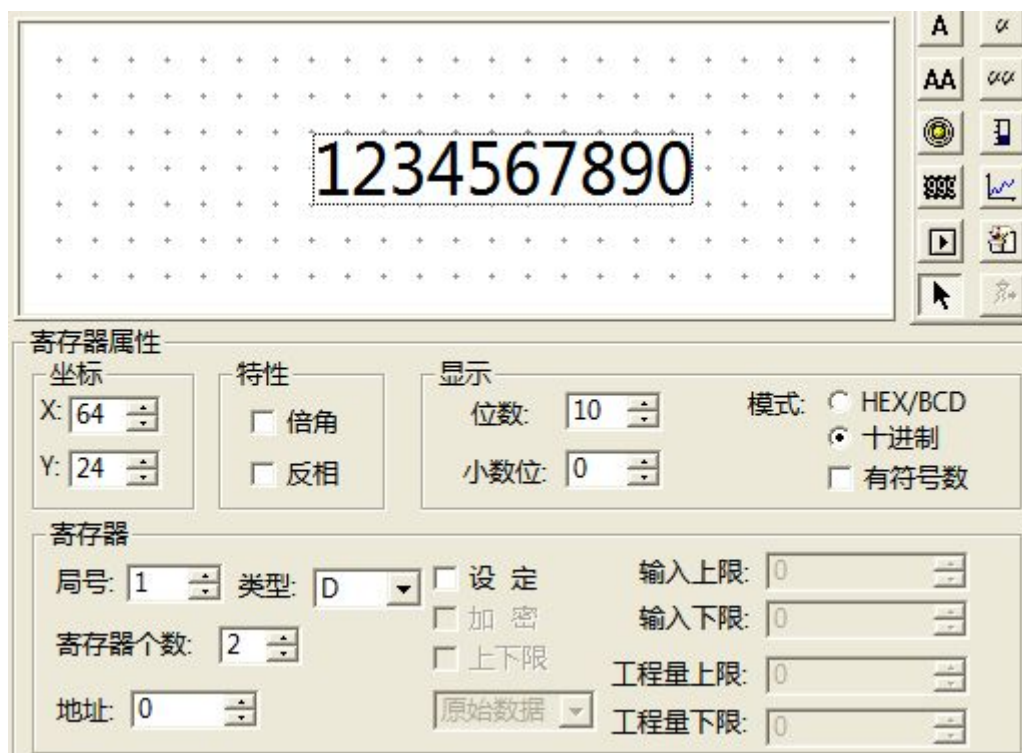 A α
AA αα
1234567890
寄存器属性
坐标 特性 显示
X: 64 倍角 位数: 10 模式: HEX/BCD
十进制
Y: 24 反相 小数位: 0 有符号数
寄存器
局号: 1 类型: D 设 定 输入上限: 0
加 密 输入下限: 0
寄存器个数: 2 上下限 工程量上限: 0
地址: 0 原始数据 工程量下限: 0